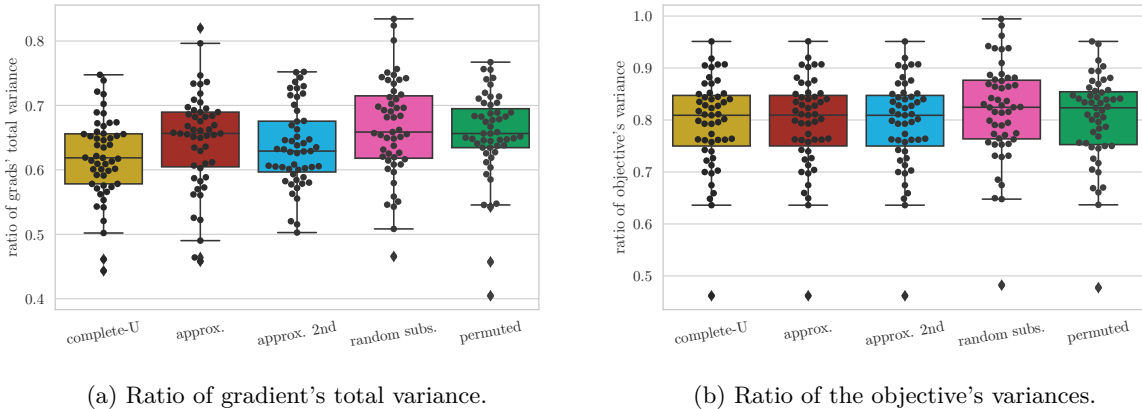 ratio of grads' total variance
0.8
0.7
0.6
0.5
0.4
complete-U
approx.
approx. 2nd
random subs.
permuted
(a) Ratio of gradient's total variance.
ratio of objective's variance
1.0
0.9
0.8
0.7
0.6
0.5
complete-U
approx.
approx. 2nd
random subs.
permuted
(b) Ratio of the objective's variances.